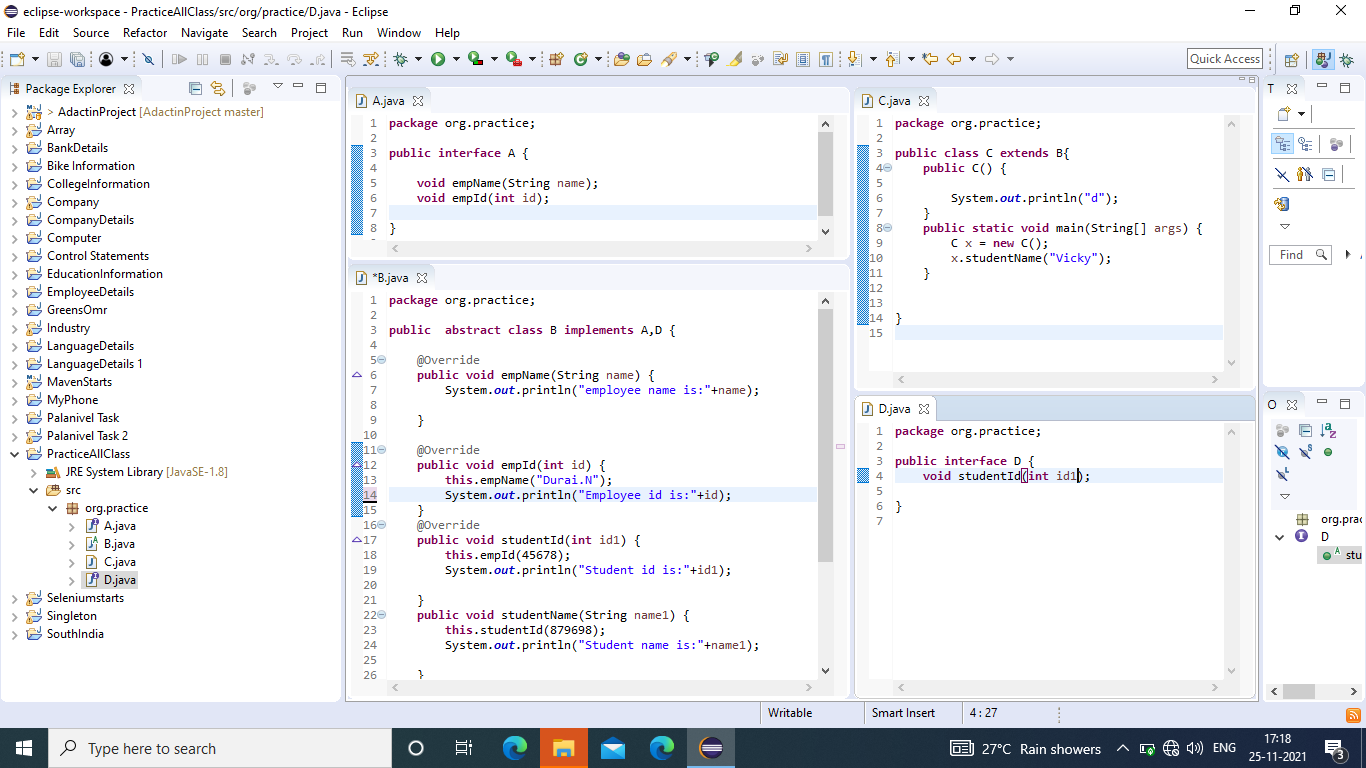 eclipse-workspace - PracticeAllClass/src/org/practice/D.java - Eclipse
File Edit Source Refactor Navigate Search Project Run Window Help
Quick Access
Package Explorer
> AdactinProject [AdactinProject master]
Array
BankDetails
Bike Information
CollegeInformation
Company
CompanyDetails
Computer
Control Statements
EducationInformation
EmployeeDetails
GreensOmr
Industry
LanguageDetails
LanguageDetails 1
MavenStarts
MyPhone
Palanivel Task
Palanivel Task 2
PracticeAllClass
JRE System Library [JavaSE-1.8]
src
org.practice
A.java
B.java
C.java
D.java
Seleniumstarts
Singleton
SouthIndia
A.java
1 package org.practice;
2
3 public interface A {
4
5 void empName(String name);
6 void empId(int id);
7
8 }
*B.java
1 package org.practice;
2
3 public  abstract class B implements A,D {
4
5 @Override
6 public void empName(String name) {
7 System.out.println("employee name is:"+name);
8
9 }
10
11 @Override
12 public void empId(int id) {
13 this.empName("Durai.N");
14 System.out.println("Employee id is:"+id);
15 }
16 @Override
17 public void studentId(int id1) {
18 this.empId(45678);
19 System.out.println("Student id is:"+id1);
20
21 }
22 public void studentName(String name1) {
23 this.studentId(879698);
24 System.out.println("Student name is:"+name1);
25
26 }
C.java
1 package org.practice;
2
3 public class C extends B{
4 public C() {
5
6 System.out.println("d");
7 }
8 public static void main(String[] args) {
9 C x = new C();
10 x.studentName("Vicky");
11 }
12
13
14 }
15
D.java
1 package org.practice;
2
3 public interface D {
4 void studentId(int id1);
5
6 }
7
T
Find
O
org.prac
D
stu
Writable Smart Insert 4 : 27
Type here to search
27°C Rain showers
ENG
17:18
25-11-2021
3